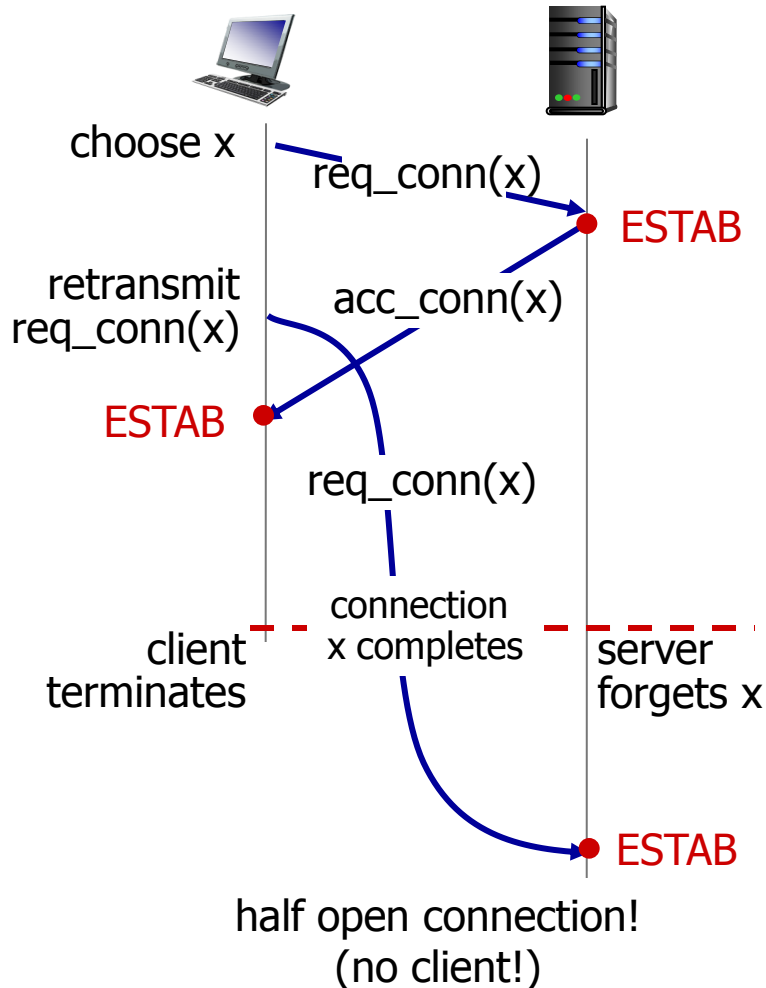 choose x
req_conn(x)
ESTAB
retransmit
req_conn(x)
acc_conn(x)
ESTAB
req_conn(x)
connection
x completes
client
terminates
server
forgets x
ESTAB
half open connection!
(no client!)